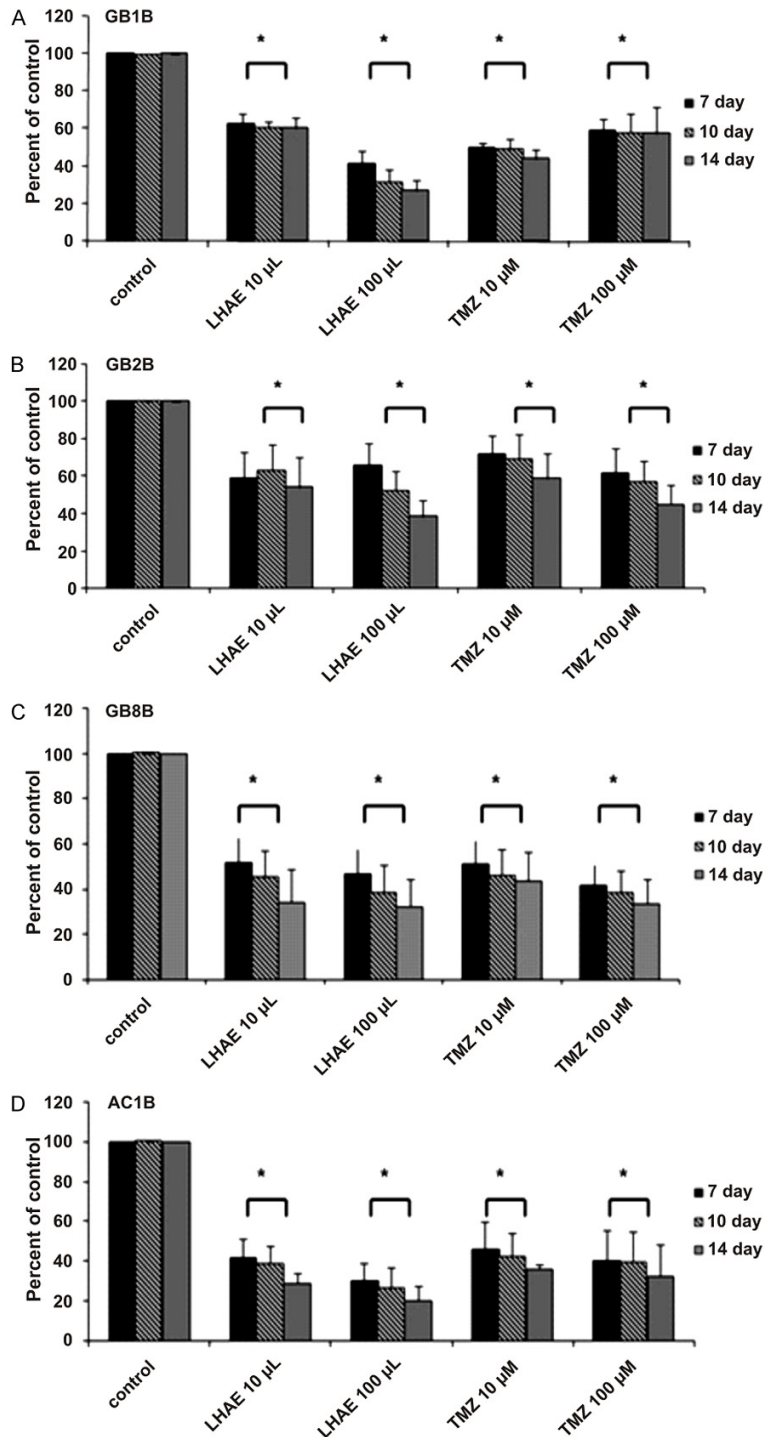 A
GB1B
Percent of control
120
100
80
60
40
20
0
* * * *
control
LHAE 10 µL
LHAE 100 µL
TMZ 10 µM
TMZ 100 µM
7 day
10 day
14 day
B
GB2B
Percent of control
120
100
80
60
40
20
0
* * * *
control
LHAE 10 µL
LHAE 100 µL
TMZ 10 µM
TMZ 100 µM
7 day
10 day
14 day
C
GB8B
Percent of control
120
100
80
60
40
20
0
* * * *
control
LHAE 10 µL
LHAE 100 µL
TMZ 10 µM
TMZ 100 µM
7 day
10 day
14 day
D
AC1B
Percent of control
120
100
80
60
40
20
0
* * * *
control
LHAE 10 µL
LHAE 100 µL
TMZ 10 µM
TMZ 100 µM
7 day
10 day
14 day